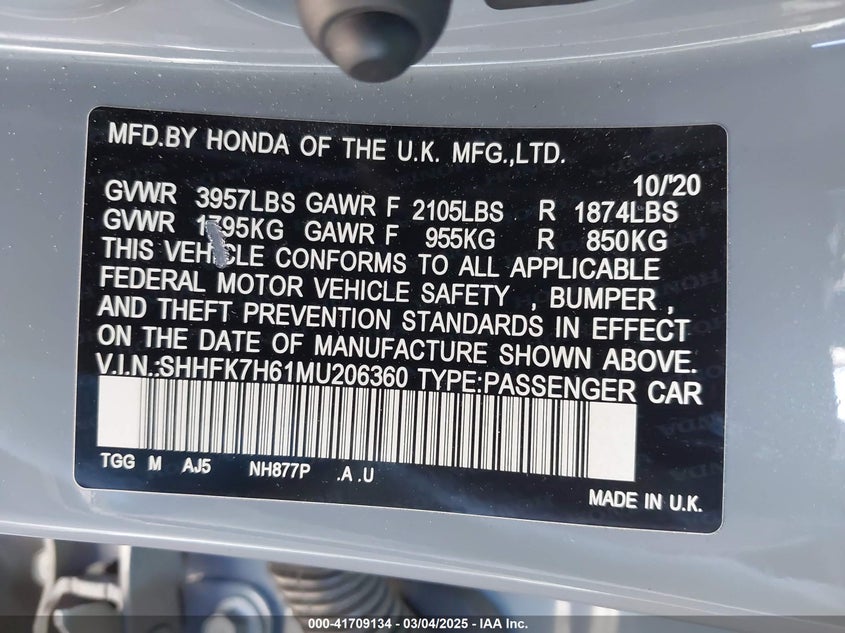 MFD.BY HONDA OF THE U.K. MFG.,LTD.
10/'20
GVWR 3957LBS GAWR F 2105LBS R 1874LBS
GVWR 1795KG GAWR F 955KG R 850KG
THIS VEHICLE CONFORMS TO ALL APPLICABLE
FEDERAL MOTOR VEHICLE SAFETY , BUMPER ,
AND THEFT PREVENTION STANDARDS IN EFFECT
ON THE DATE OF MANUFACTURE SHOWN ABOVE.
V.I.N.:SHHFK7H61MU206360 TYPE:PASSENGER CAR
TGG M AJ5 NH877P .A .U
MADE IN U.K.
000-41709134 - 03/04/2025 - IAA Inc.